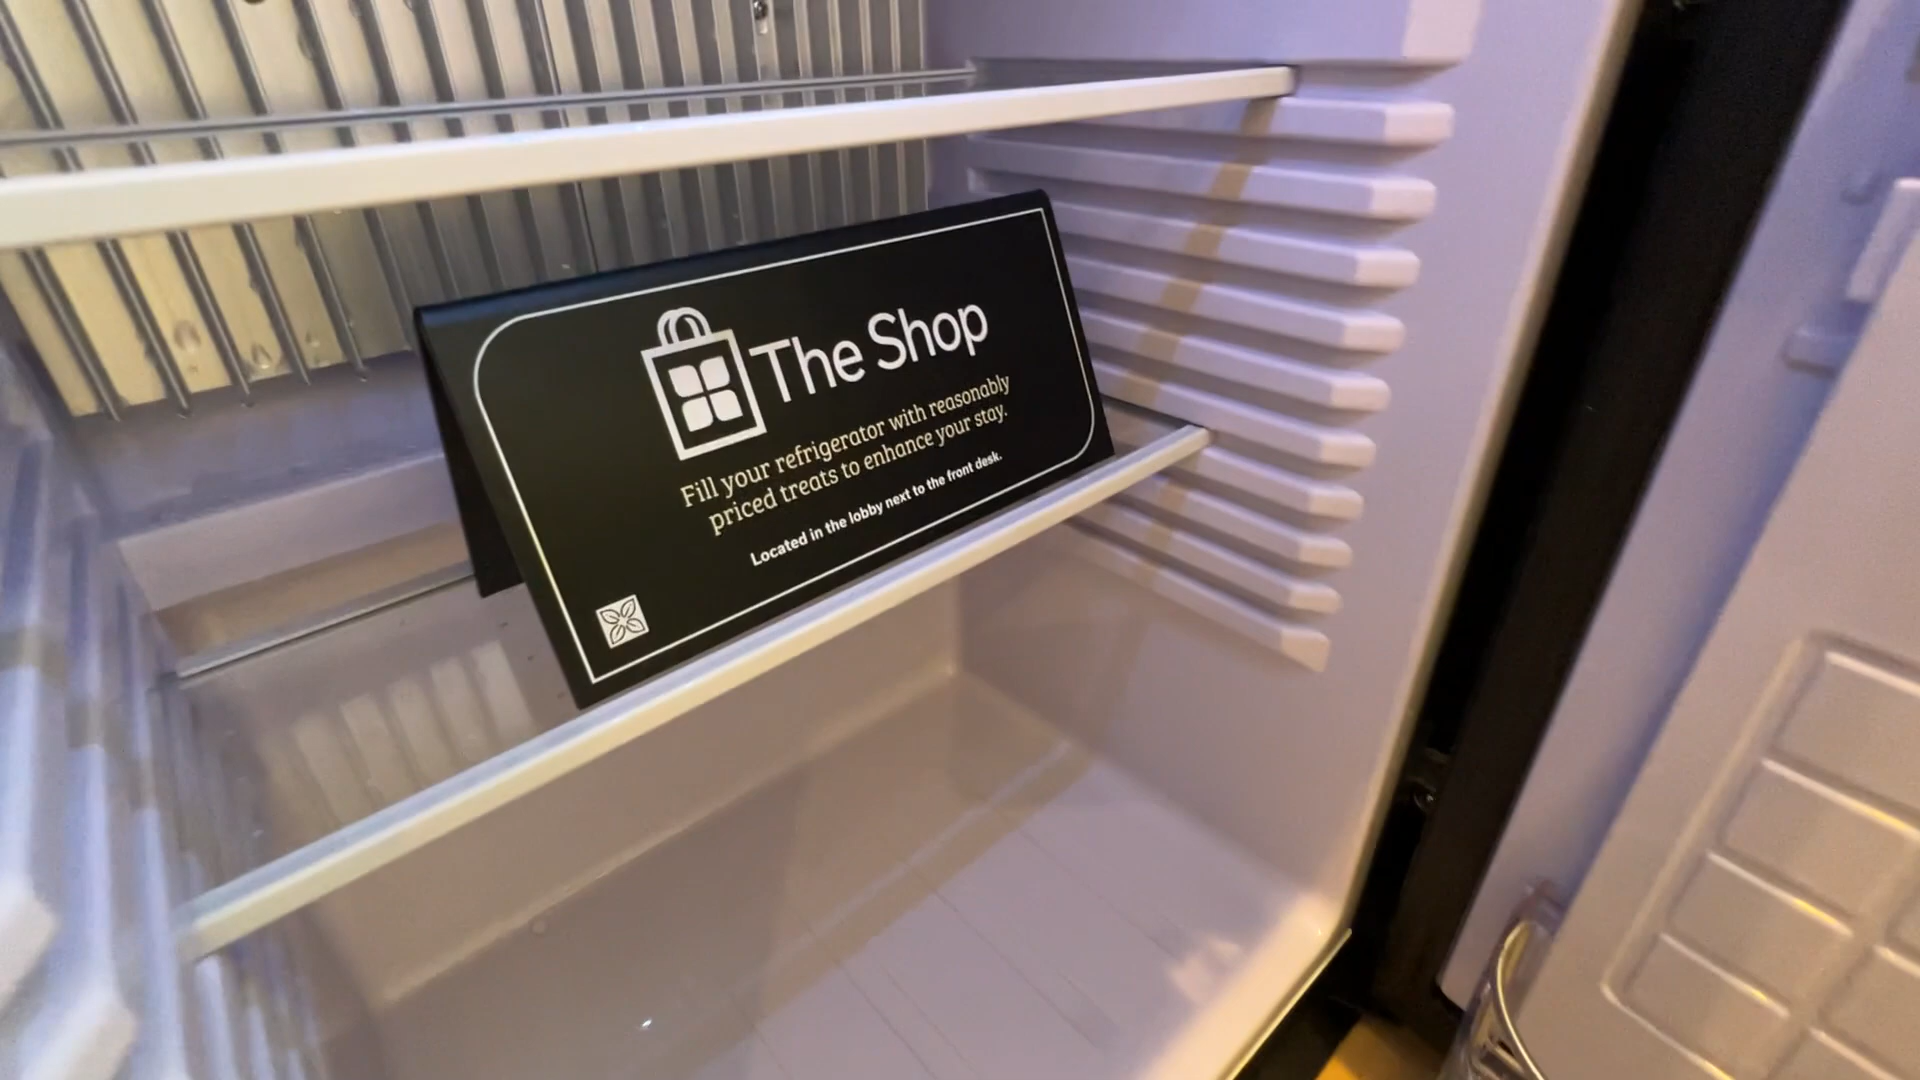 The Shop
Fill your refrigerator with reasonably
priced treats to enhance your stay.
Located in the lobby next to the front desk.